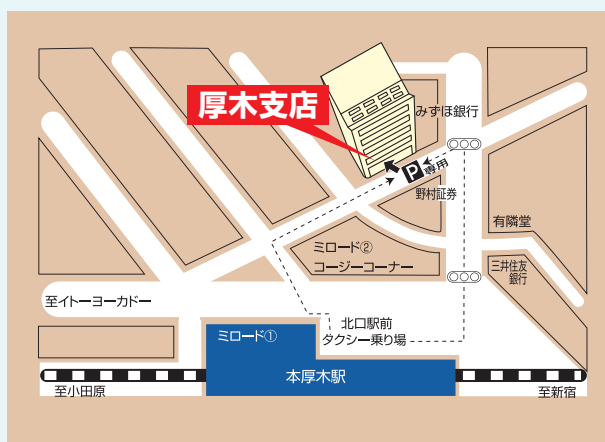 厚木支店
みずほ銀行
P
専用
野村証券
有隣堂
ミロード②
コージーコーナー
三井住友
銀行
至イトーヨーカドー
北口駅前
タクシー乗り場
ミロード①
本厚木駅
至小田原
至新宿